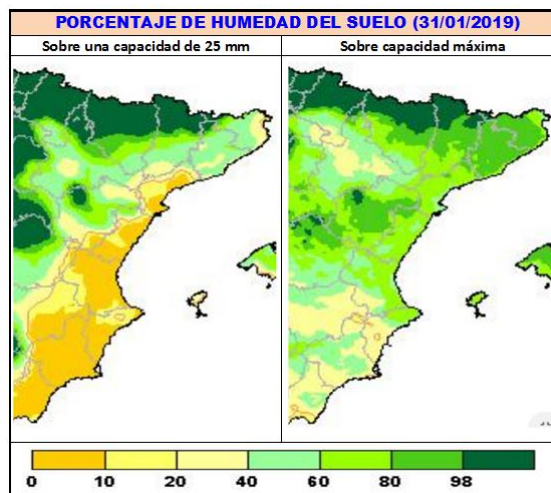 PORCENTAJE DE HUMEDAD DEL SUELO (31/01/2019)
Sobre una capacidad de 25 mm
Sobre capacidad máxima
0 10 20 40 60 80 98